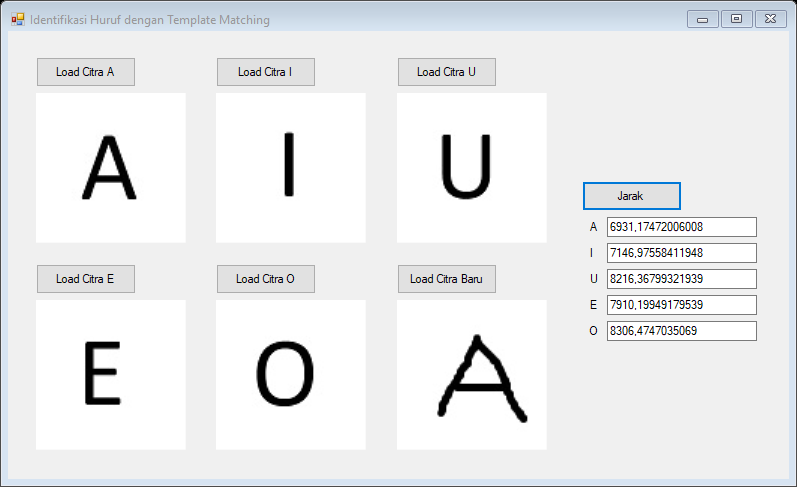 Identifikasi Huruf dengan Template Matching
Load Citra A
Load Citra I
Load Citra U
A
I
U
Jarak
A 6931,17472006008
I 7146,97558411948
U 8216,36799321939
E 7910,19949179539
O 8306,4747035069
Load Citra E
Load Citra O
Load Citra Baru
E
O
A